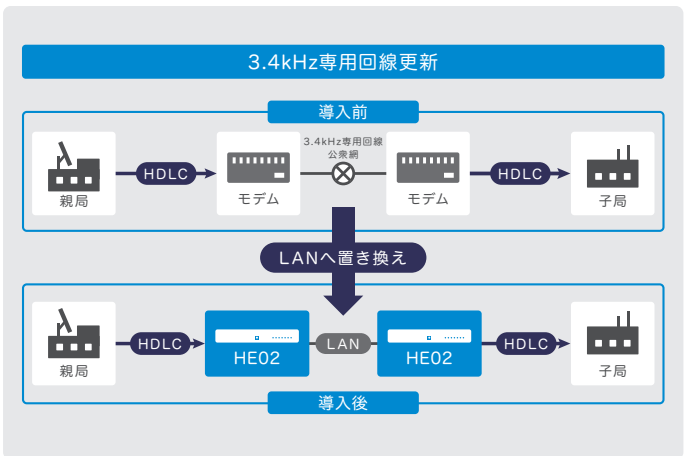 3.4kHz専用回線更新
導入前
3.4kHz専用回線
公衆網
HDLC
HDLC
親局
モデム
モデム
子局
LANへ置き換え
HDLC
HE02
LAN
HE02
HDLC
親局
子局
導入後